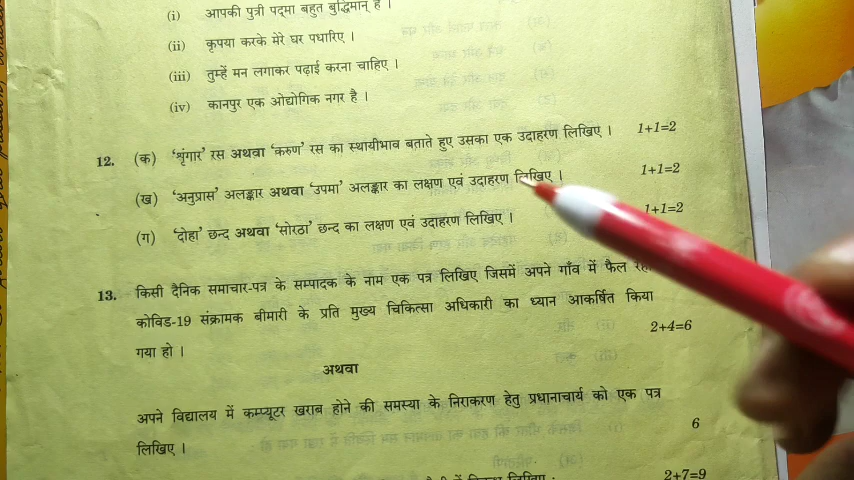 (i) आपकी पुत्री पद्‌मा बहुत बुद्धिमान् है ।
(ii) कृपया करके मेरे घर पधारिए ।
(iii) तुम्हें मन लगाकर पढ़ाई करना चाहिए ।
(iv) कानपुर एक ओद्योगिक नगर है ।
12. (क) ‘शृंगार’ रस अथवा ‘करुण’ रस का स्थायीभाव बताते हुए उसका एक उदाहरण लिखिए । 1+1=2
(ख) ‘अनुप्रास’ अलङ्कार अथवा ‘उपमा’ अलङ्कार का लक्षण एवं उदाहरण लिखिए । 1+1=2
(ग) ‘दोहा’ छन्द अथवा ‘सोरठा’ छन्द का लक्षण एवं उदाहरण लिखिए । 1+1=2
13. किसी दैनिक समाचार-पत्र के सम्पादक के नाम एक पत्र लिखिए जिसमें अपने गाँव में फैल
कोविड-19 संक्रामक बीमारी के प्रति मुख्य चिकित्सा अधिकारी का ध्यान आकर्षित किया
गया हो । 2+4=6
अथवा
अपने विद्यालय में कम्प्यूटर खराब होने की समस्या के निराकरण हेतु प्रधानाचार्य को एक पत्र
लिखिए । 6
2+7=9